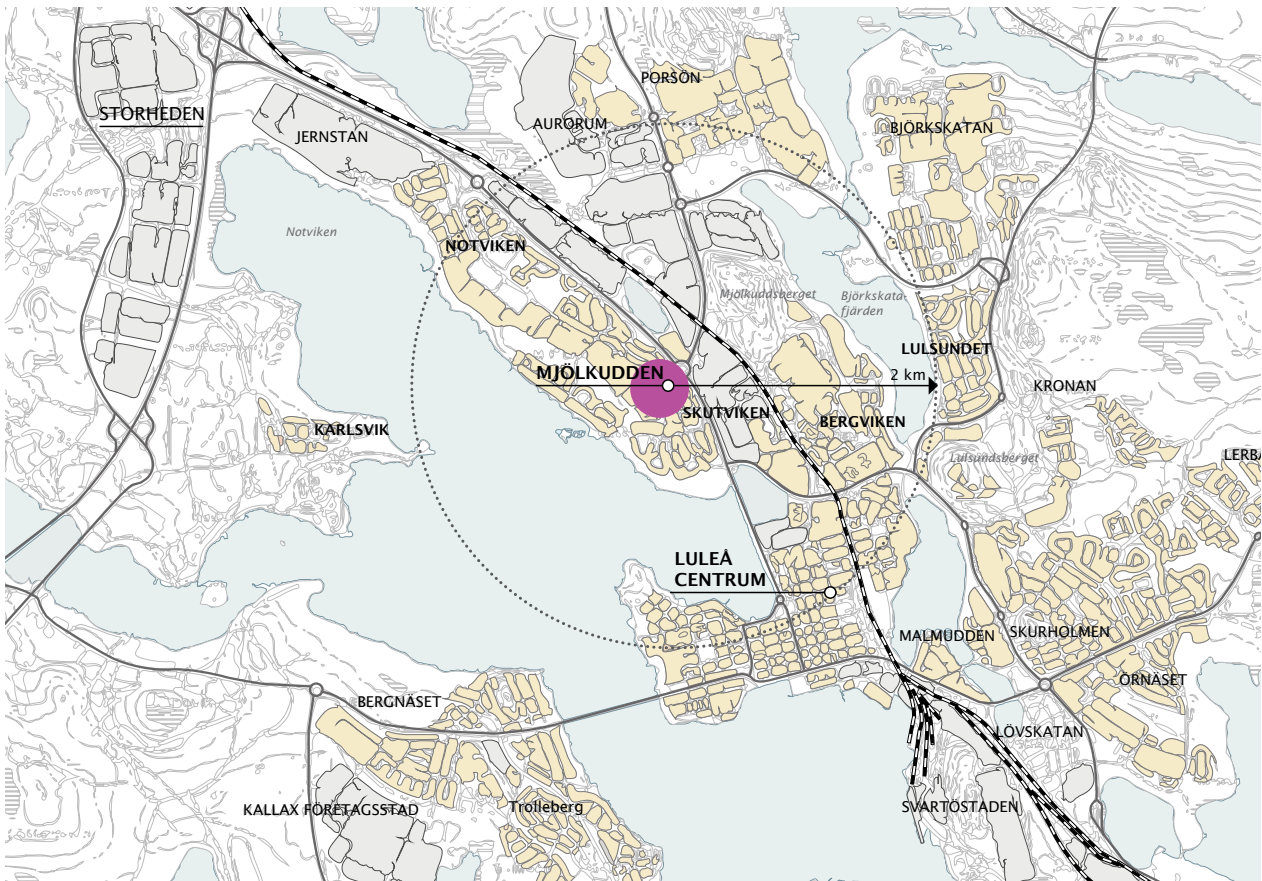 PORSÖN
STORHEDEN
AURORUM
BJÖRKSKATAN
JERNSTAN
Notviken
NOTVIKEN
Mjölkuddsberget
Björkskata-
fjärden
LULSUNDET
MJÖLKUDDEN
2 km
KRONAN
SKUTVIKEN
BERGVIKEN
KARLSVIK
Lulsundsberget
LERBÄ
LULEÅ
CENTRUM
MALMUDDEN
SKURHOLMEN
ÖRNÄSET
BERGNÄSET
LÖVSKATAN
KALLAX FÖRETAGSSTAD
Trolleberg
SVARTÖSTADEN